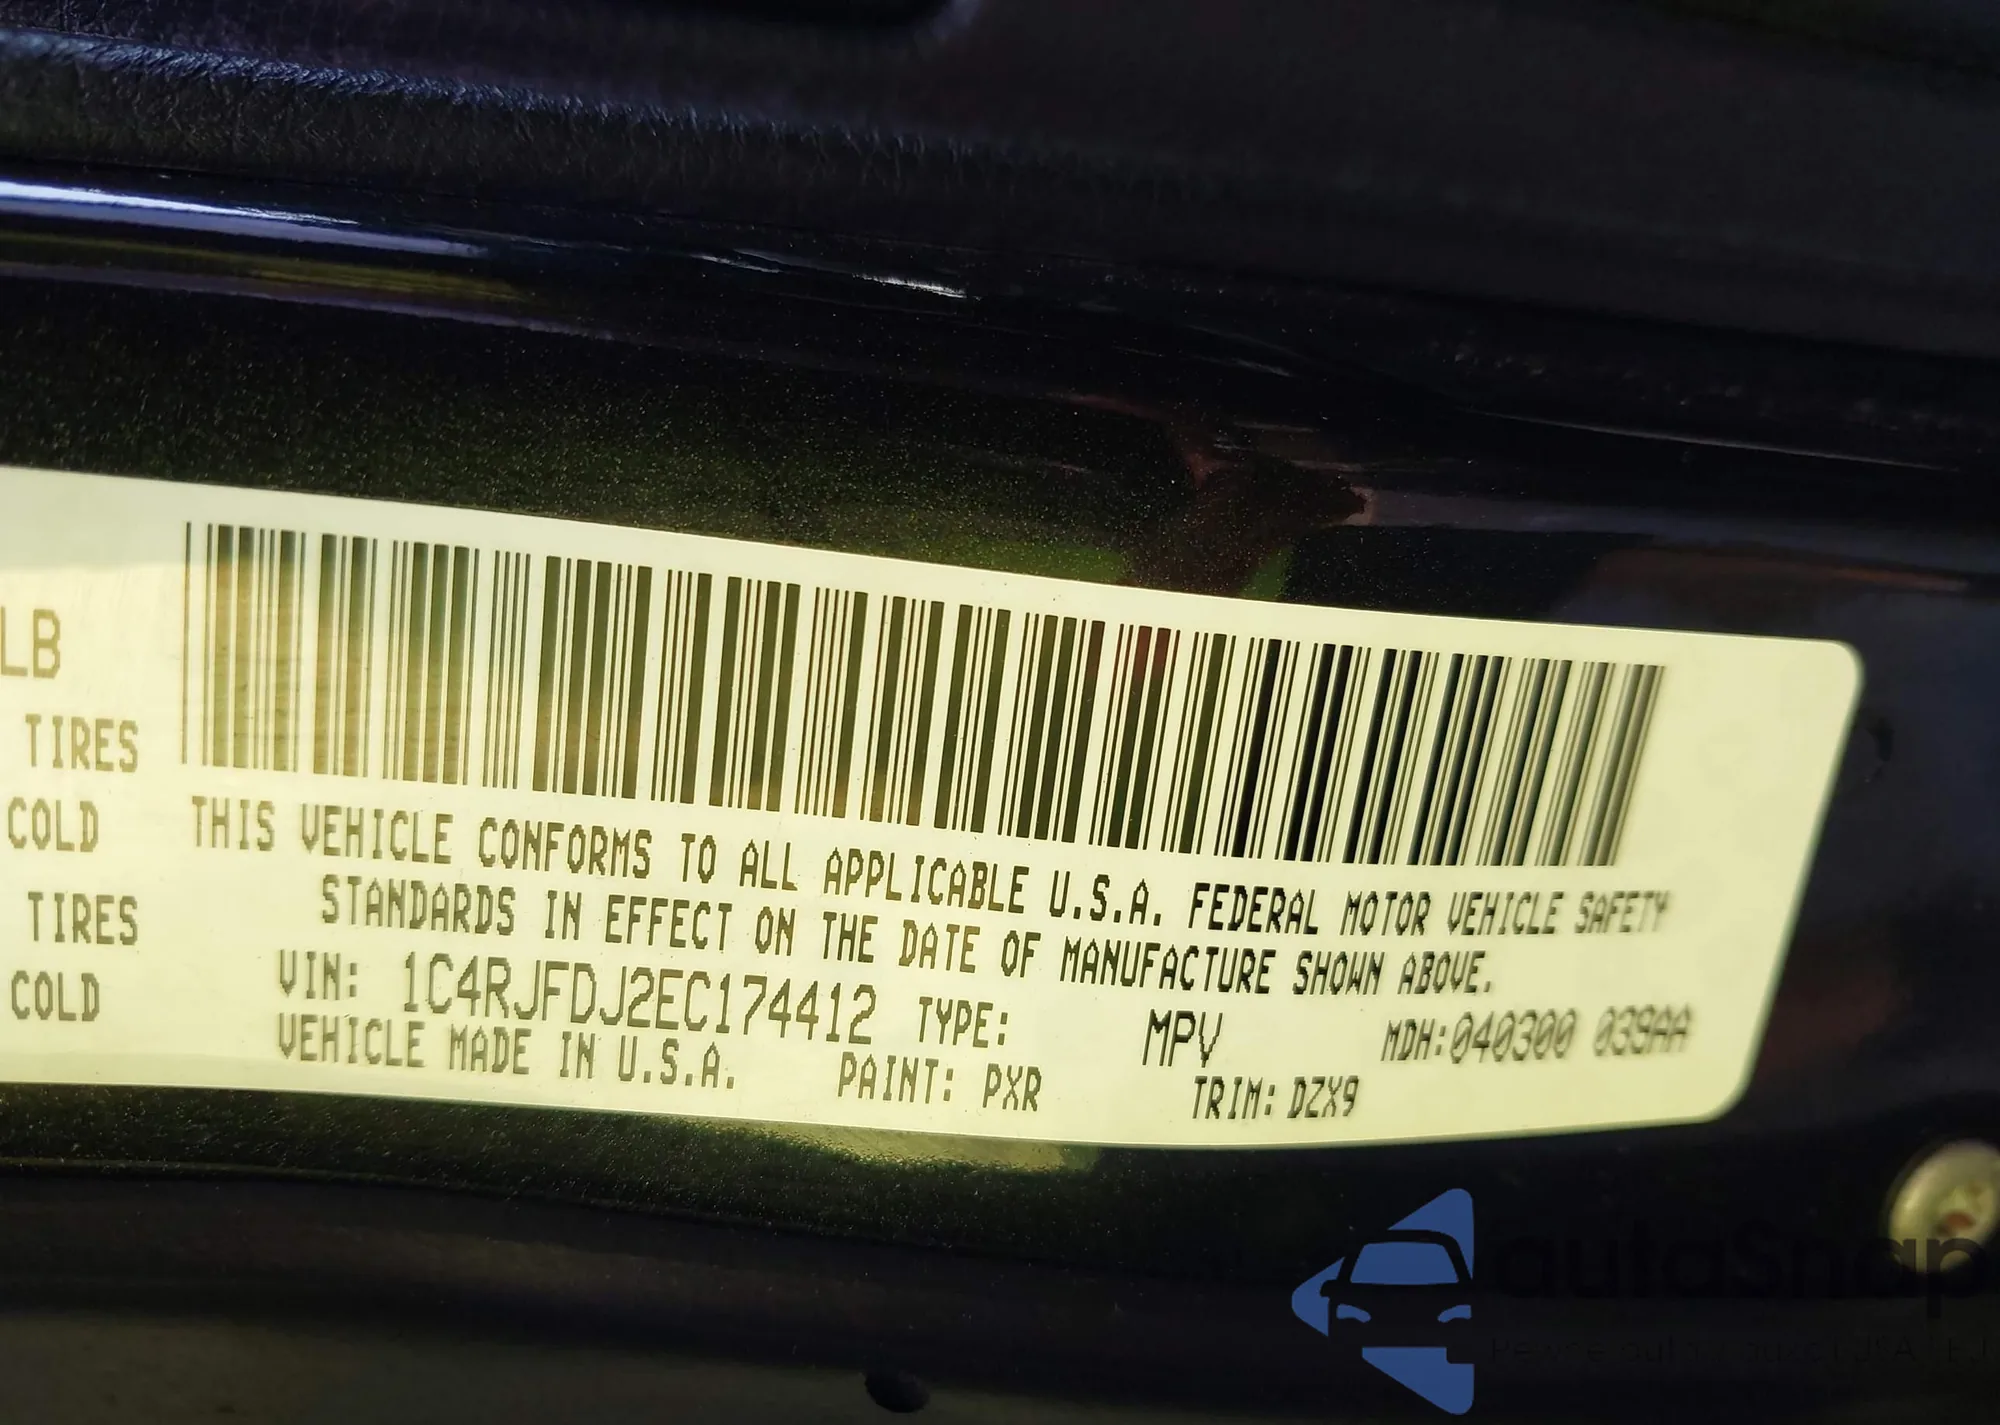 LB
TIRES
COLD
TIRES
COLD
THIS VEHICLE CONFORMS TO ALL APPLICABLE U.S.A. FEDERAL MOTOR VEHICLE SAFETY
STANDARDS IN EFFECT ON THE DATE OF MANUFACTURE SHOWN ABOVE.
VIN: 1C4RJFDJ2EC174412 TYPE: MPV MDH:040300 039AA
VEHICLE MADE IN U.S.A. PAINT: PXR TRIM: DZX9
autoSnap